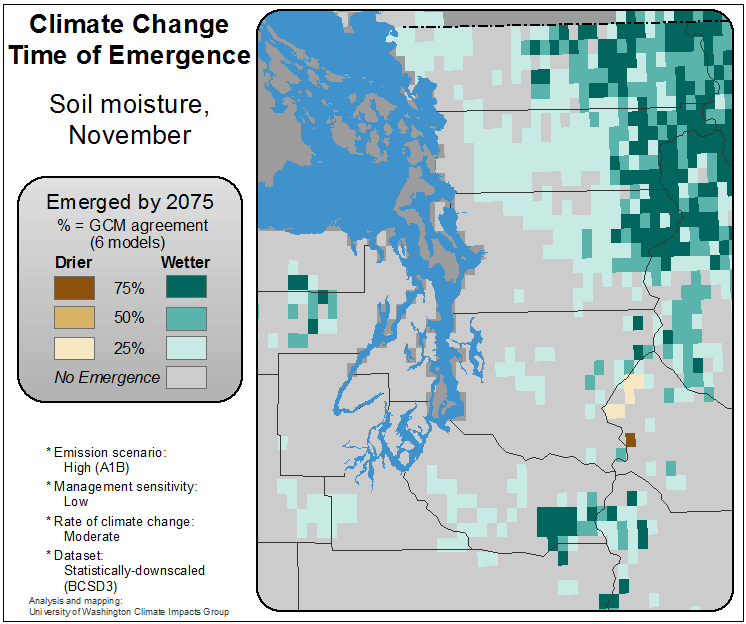 Climate Change
Time of Emergence
Soil moisture,
November
Emerged by 2075
% = GCM agreement
(6 models)
Drier Wetter
75%
50%
25%
No Emergence
* Emission scenario:
High (A1B)
* Management sensitivity:
Low
* Rate of climate change:
Moderate
* Dataset:
Statistically-downscaled
(BCSD3)
Analysis and mapping:
University of Washington Climate Impacts Group